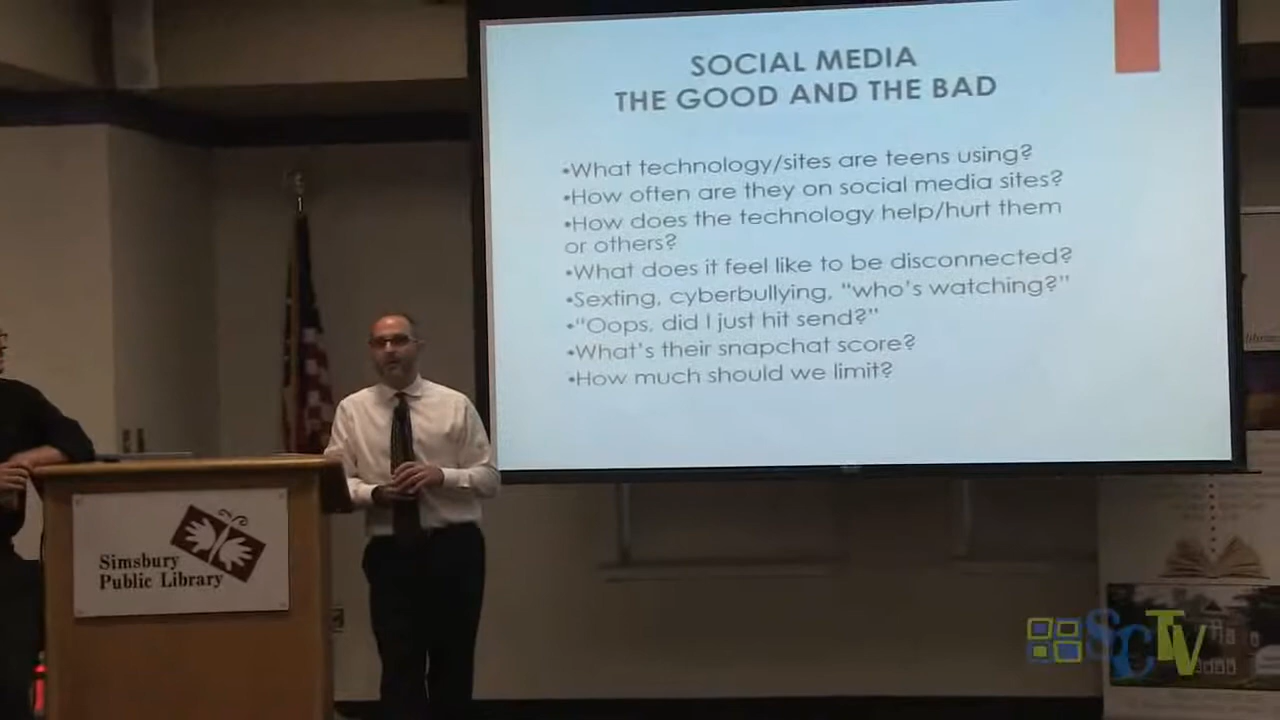 SOCIAL MEDIA
THE GOOD AND THE BAD
•What technology/sites are teens using?
•How often are they on social media sites?
•How does the technology help/hurt them
or others?
•What does it feel like to be disconnected?
•Sexting, cyberbullying, “who’s watching?”
•“Oops, did I just hit send?”
•What’s their snapchat score?
•How much should we limit?
Simsbury
Public Library
SCTV